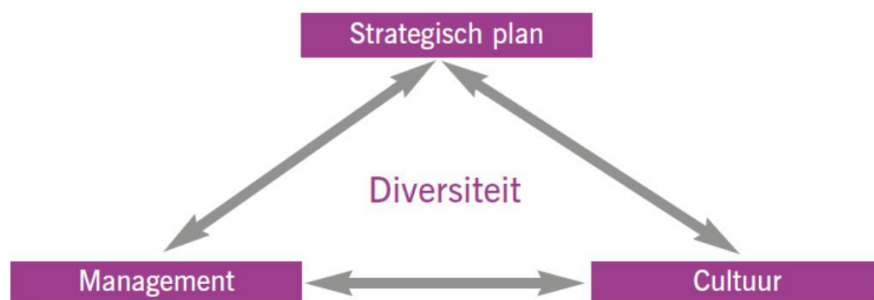 Strategisch plan
Diversiteit
Management
Cultuur